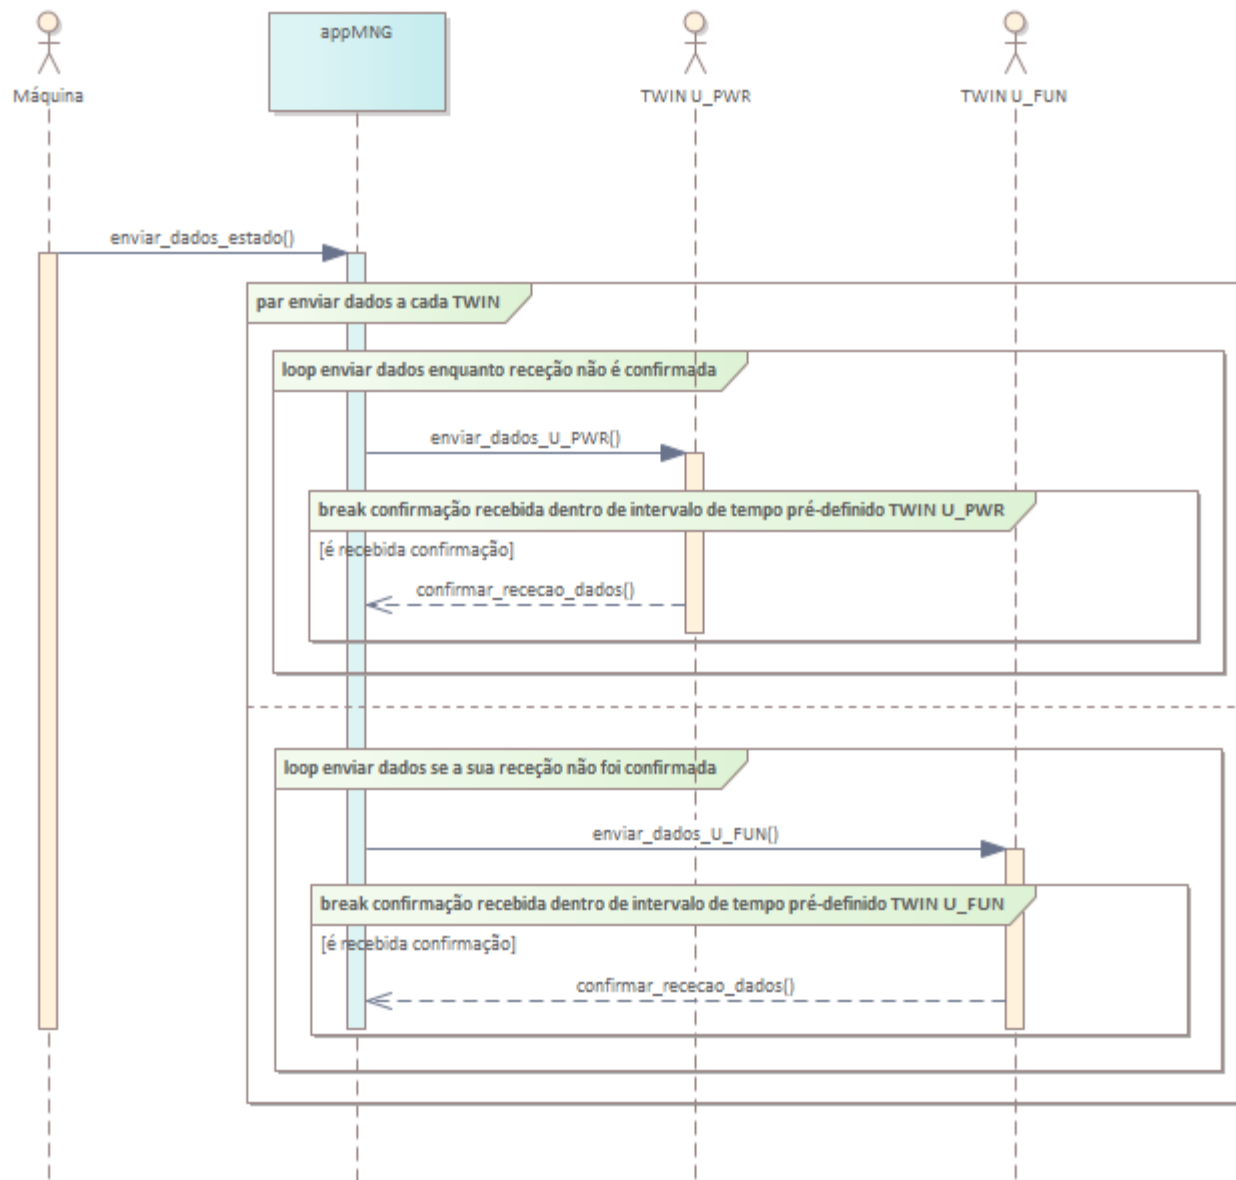 appMNG
Máquina
TWIN U_PWR
TWIN U_FUN
enviar_dados_estado()
par enviar dados a cada TWIN
loop enviar dados enquanto receção não é confirmada
enviar_dados_U_PWR()
break confirmação recebida dentro de intervalo de tempo pré-definido TWIN U_PWR
[é recebida confirmação]
confirmar_rececao_dados()
loop enviar dados se a sua receção não foi confirmada
enviar_dados_U_FUN()
break confirmação recebida dentro de intervalo de tempo pré-definido TWIN U_FUN
[é recebida confirmação]
confirmar_rececao_dados()